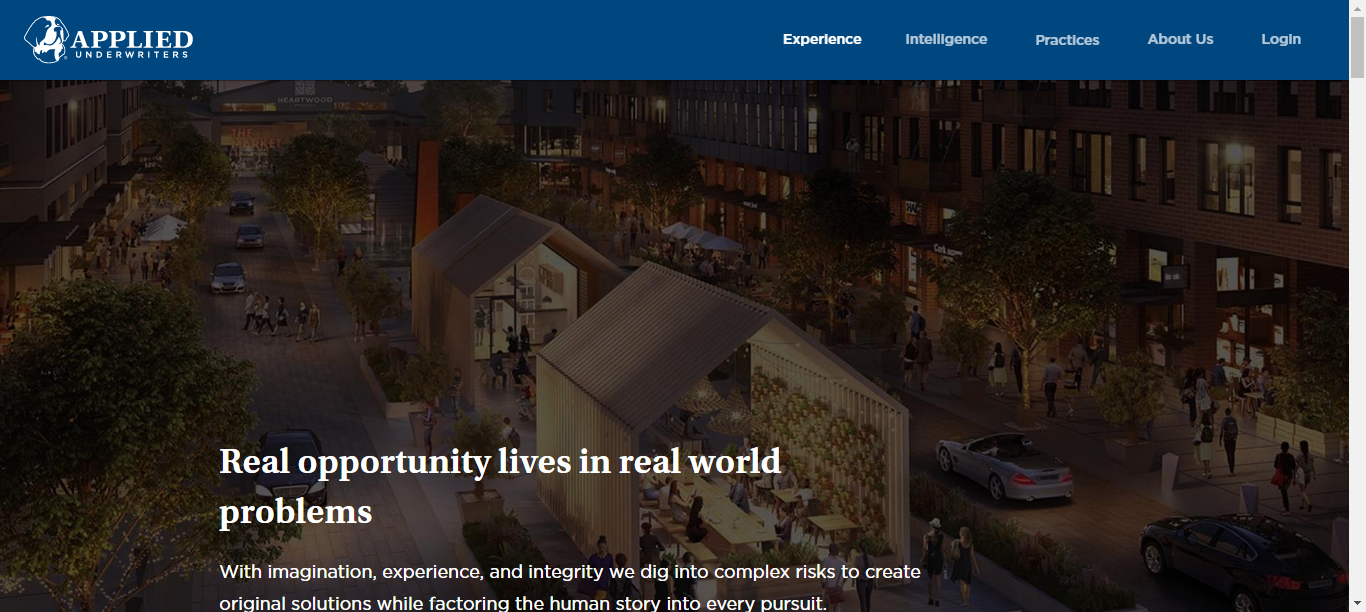 APPLIED
UNDERWRITERS
Experience
Intelligence
Practices
About Us
Login
HEARTWOOD
THE
MARKET
Real opportunity lives in real world
problems
With imagination, experience, and integrity we dig into complex risks to create
original solutions while factoring the human story into every pursuit.